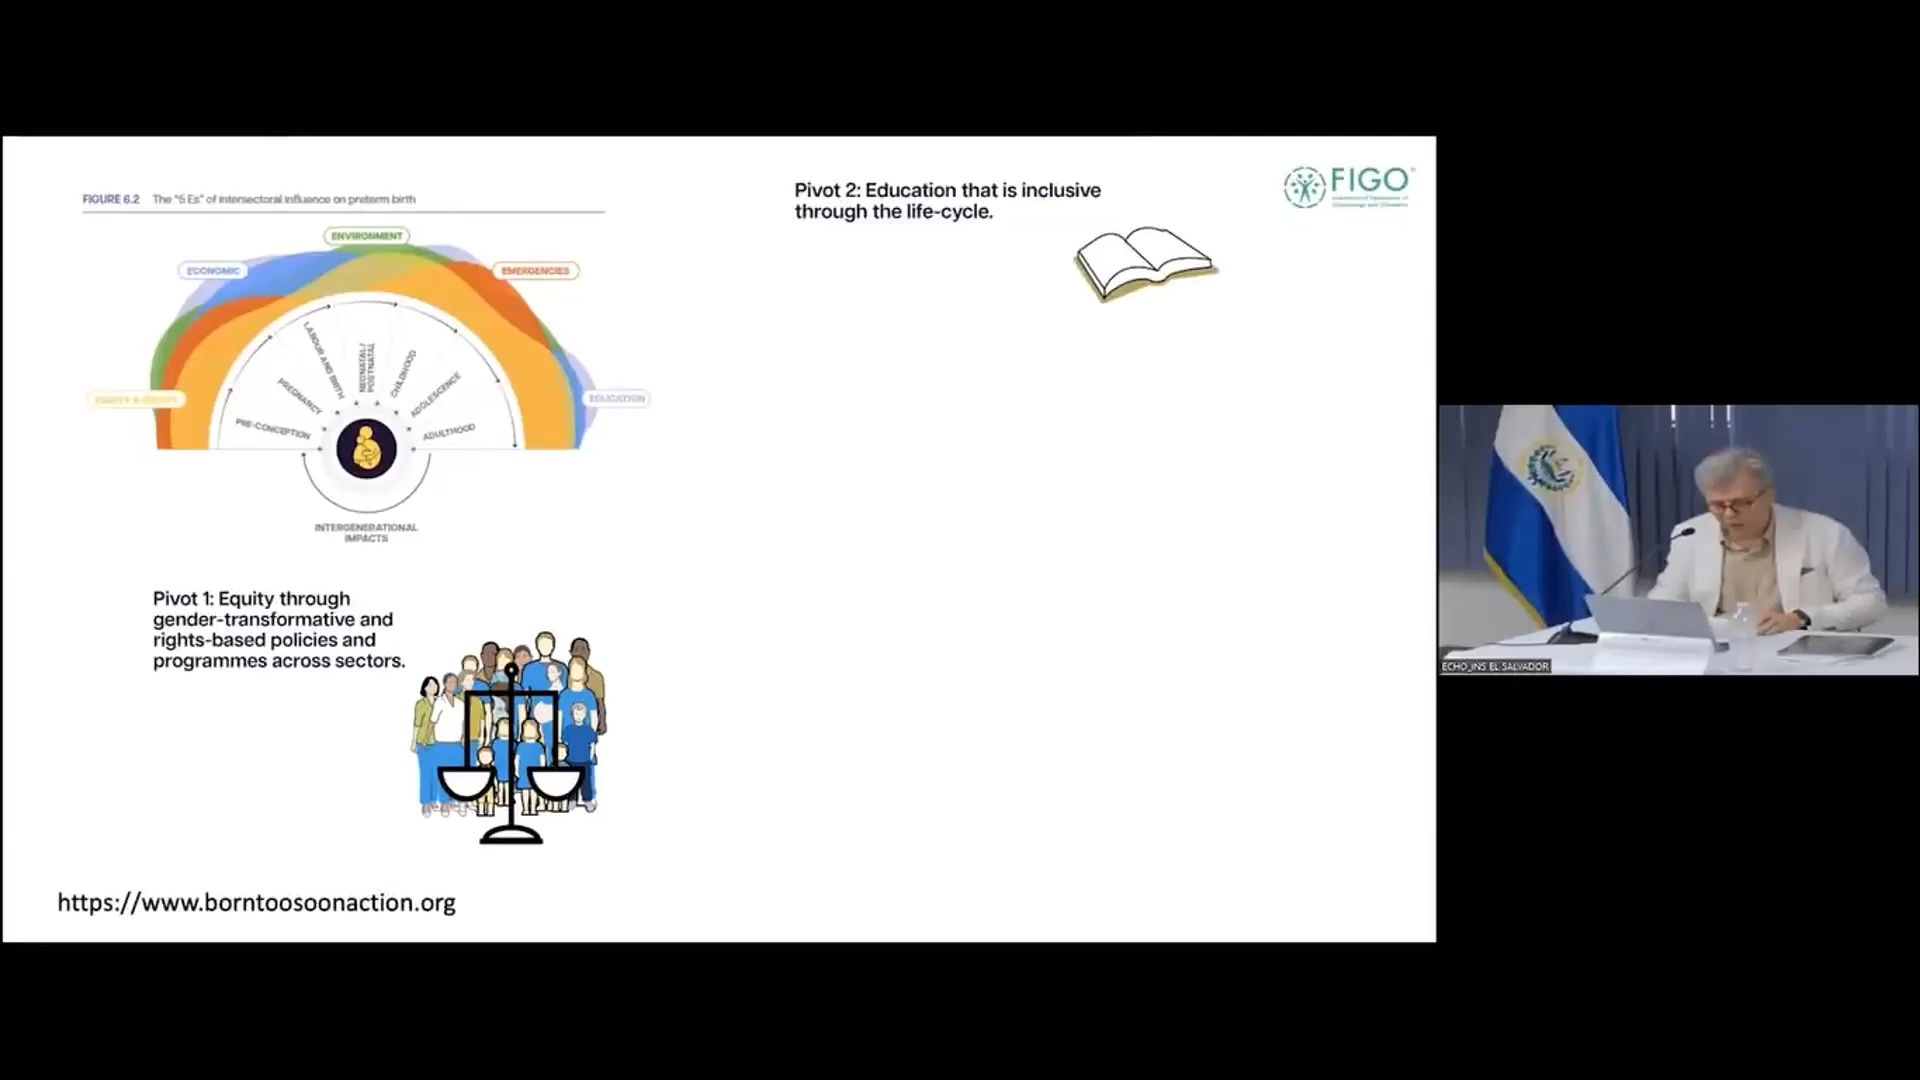 FIGURE 6.2 The "5 Es" of intersectoral influence on preterm birth
ENVIRONMENT
ECONOMIC
EMERGENCIES
EDUCATION
PRE-CONCEPTION
PREGNANCY
LABOUR AND BIRTH
NEONATAL/
POSTNATAL
CHILDHOOD
ADOLESCENCE
ADULTHOOD
INTERGENERATIONAL
IMPACTS
Pivot 1: Equity through
gender-transformative and
rights-based policies and
programmes across sectors.
https://www.borntoosoonaction.org
Pivot 2: Education that is inclusive
through the life-cycle.
FIGO
ECHO_INS EL SALVADOR